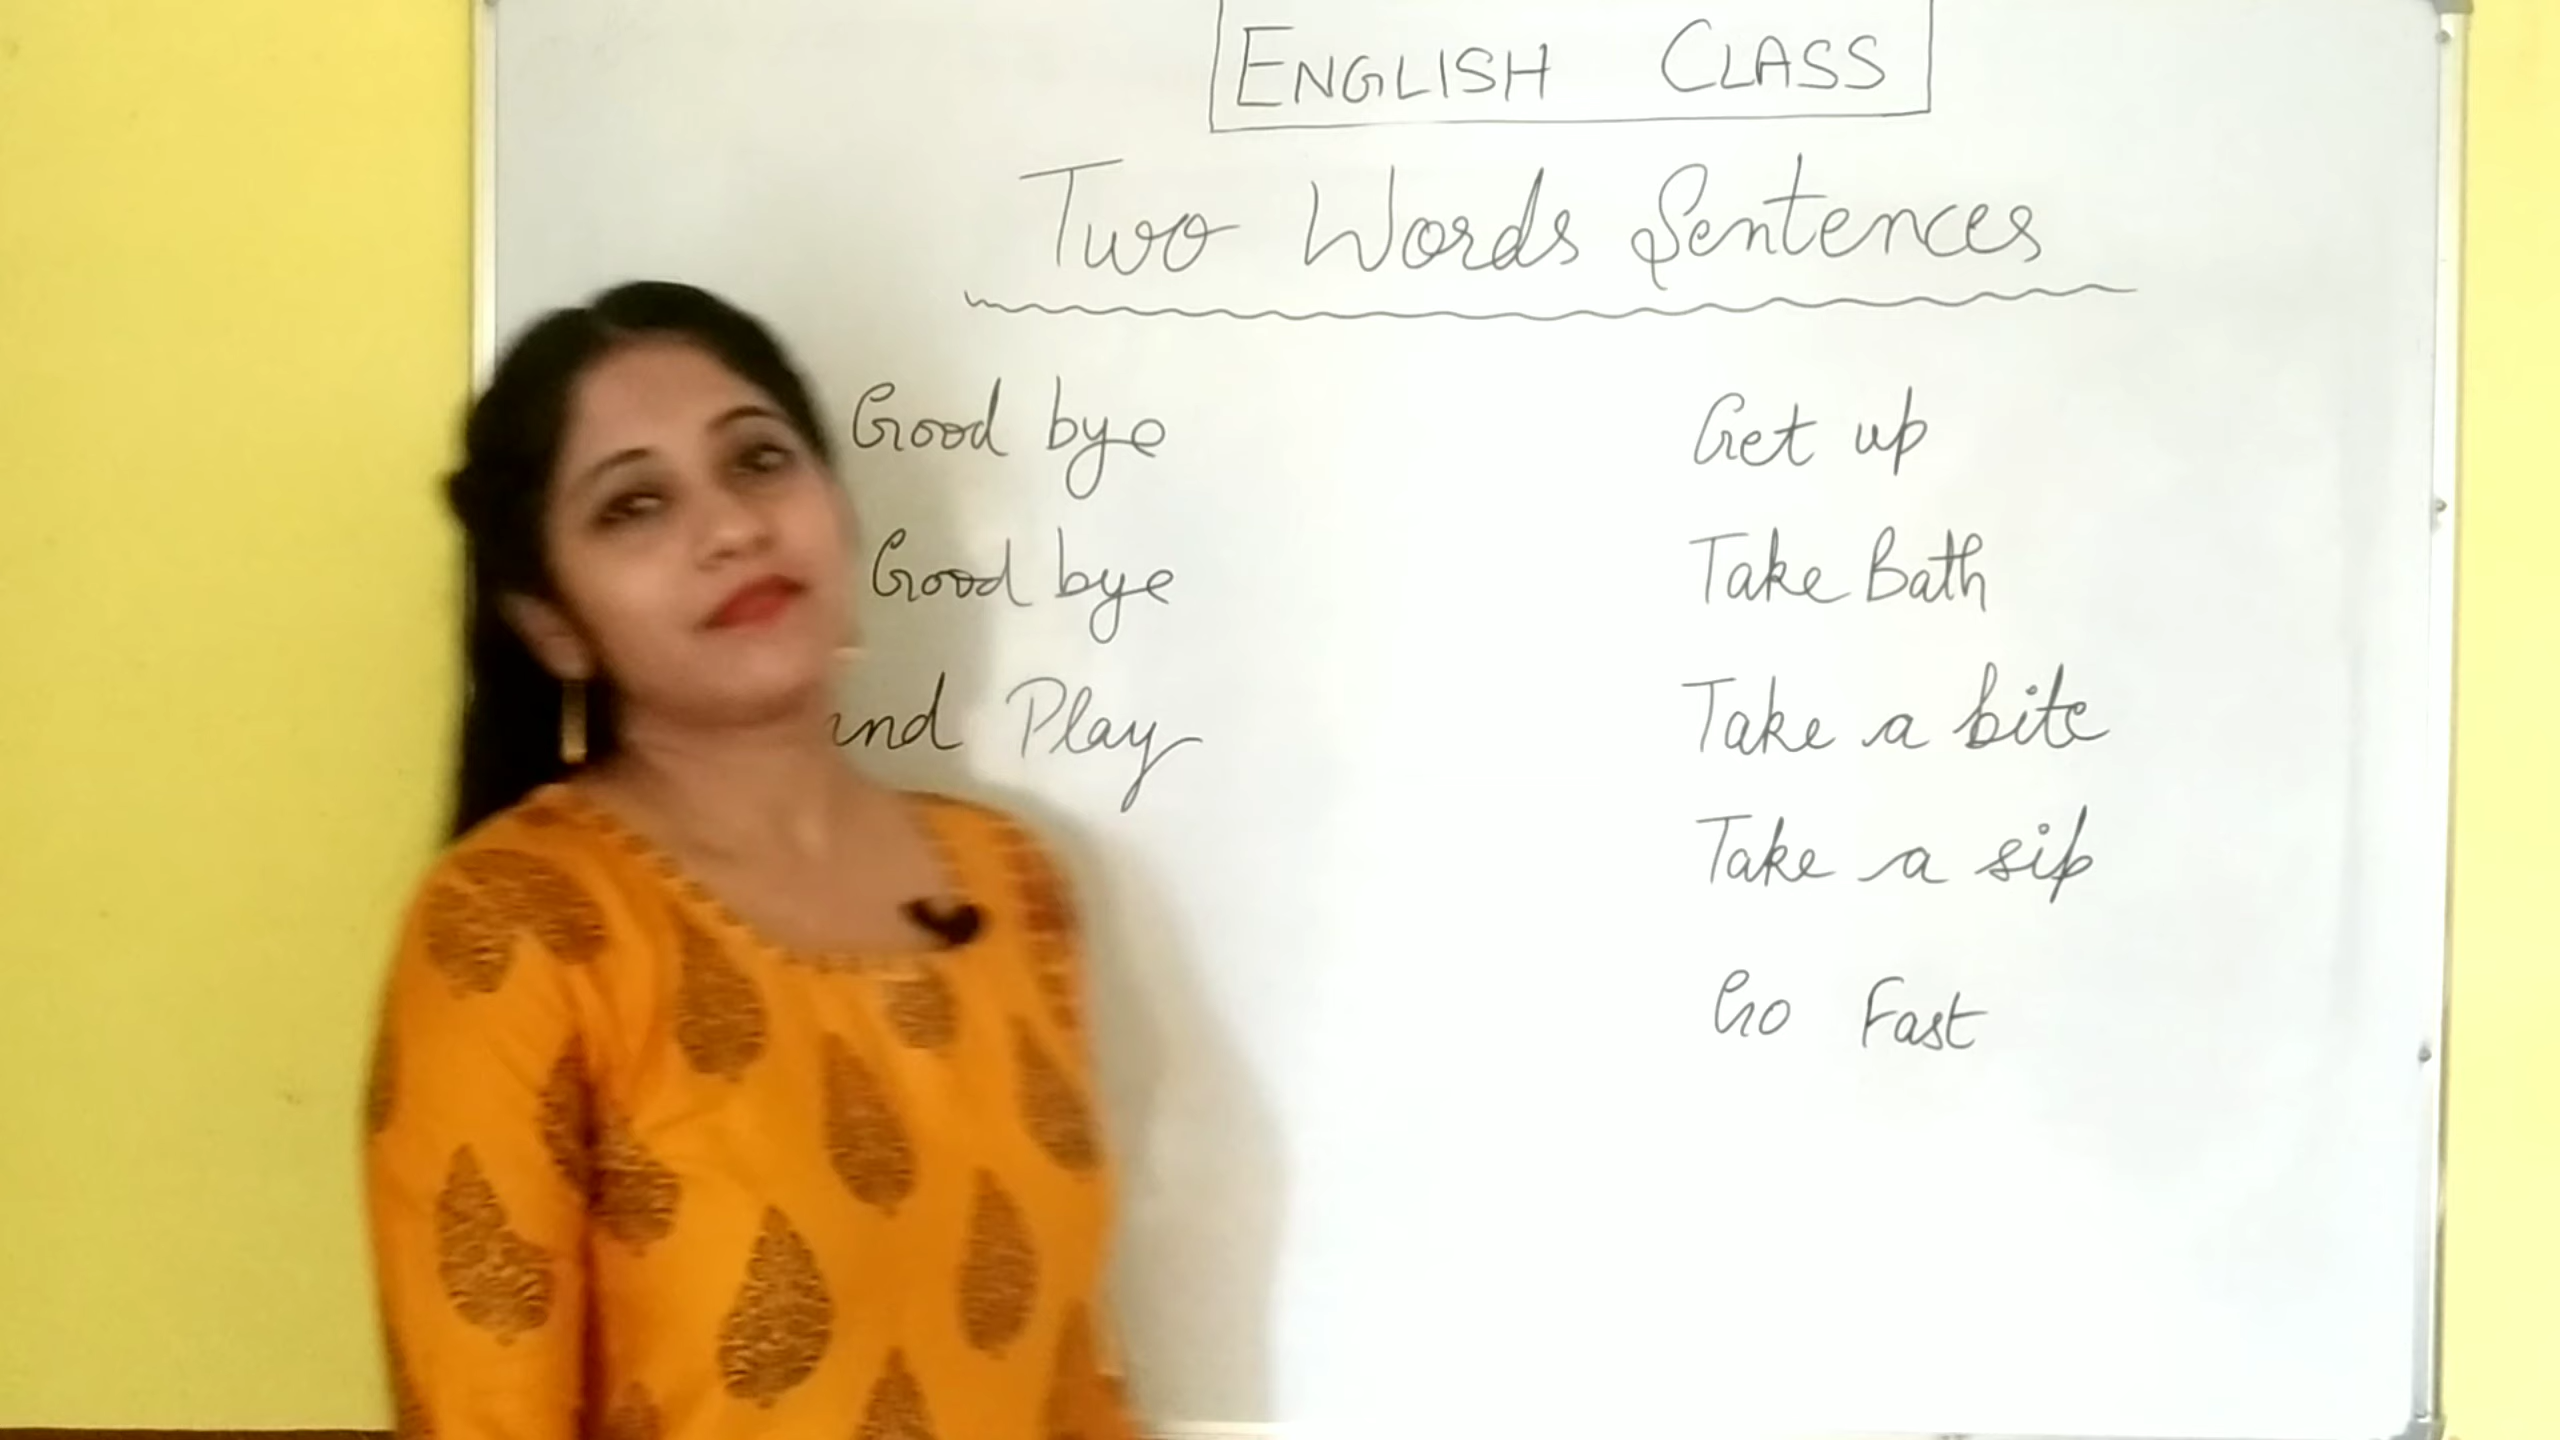 ENGLISH CLASS
Two Words Sentences
Good bye
Good bye
Play
Get up
Take Bath
Take a bite
Take a sip
Go Fast